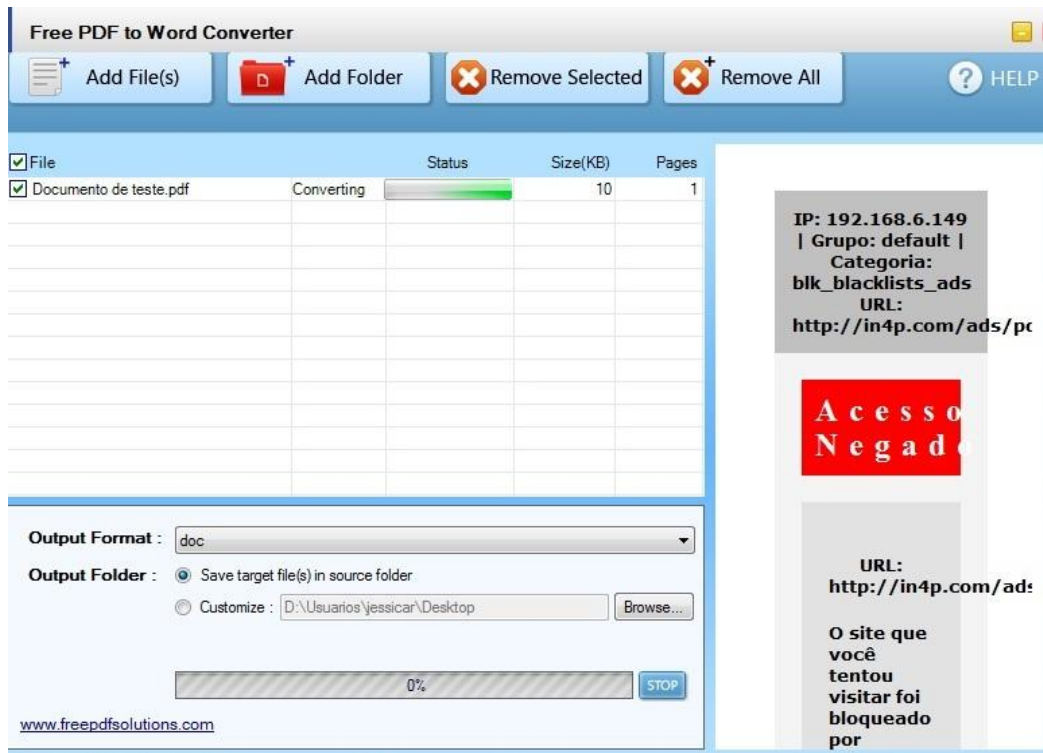 Free PDF to Word Converter
Add File(s) Add Folder Remove Selected Remove All ? HELP
File Status Size(KB) Pages
Documento de teste.pdf Converting 10 1
IP: 192.168.6.149
| Grupo: default |
Categoria:
blk_blacklists_ads
URL:
http://in4p.com/ads/po
Acesso
Negado
URL:
http://in4p.com/ads
O site que
você
tentou
visitar foi
bloqueado
por
Output Format : doc
Output Folder : Save target file(s) in source folder
Customize : D:\Usuarios\jessicar\Desktop Browse...
0% STOP
www.freepdfsolutions.com